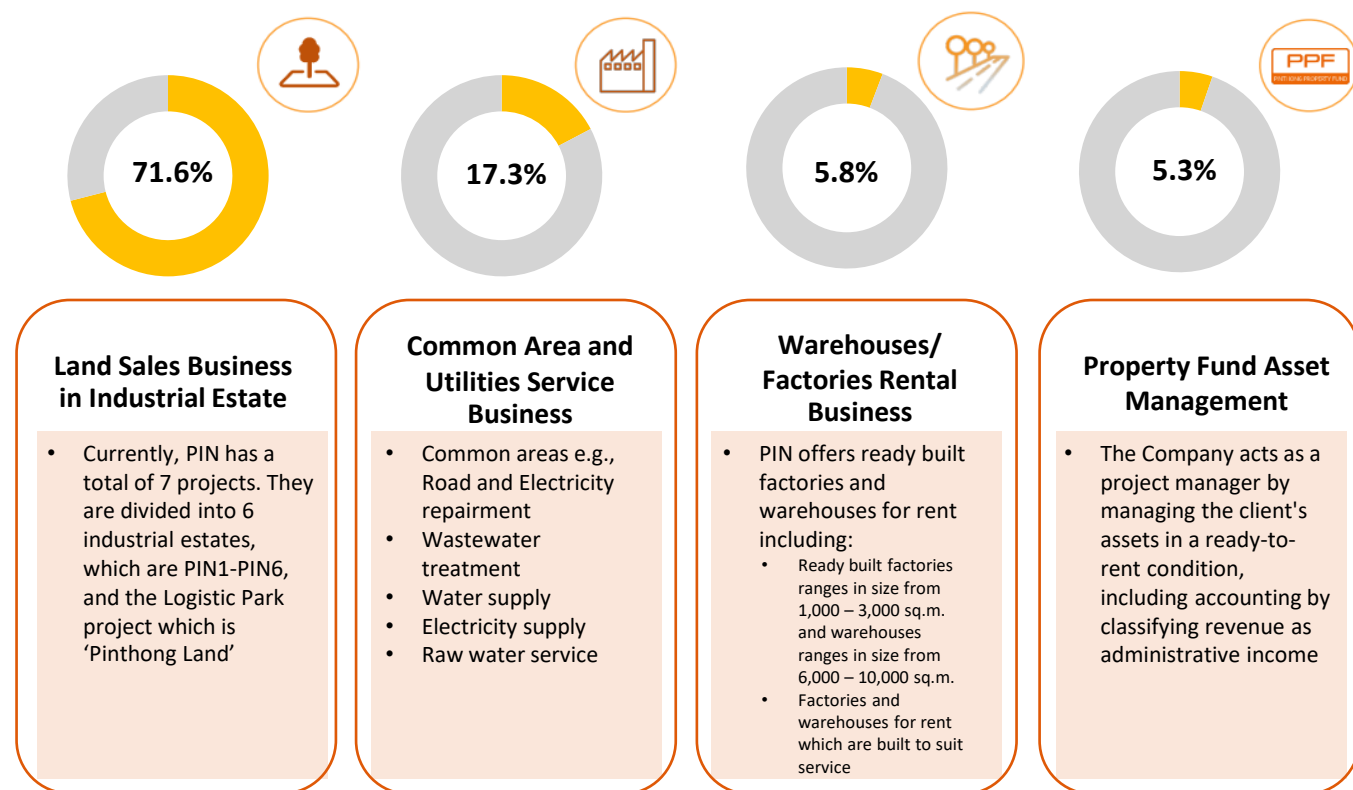 PPF
PINTHONG PROPERTY FUND
71.6%
17.3%
5.8%
5.3%
Land Sales Business
in Industrial Estate
• Currently, PIN has a
total of 7 projects. They
are divided into 6
industrial estates,
which are PIN1-PIN6,
and the Logistic Park
project which is
‘Pinthong Land’
Common Area and
Utilities Service
Business
• Common areas e.g.,
Road and Electricity
repairment
• Wastewater
treatment
• Water supply
• Electricity supply
• Raw water service
Warehouses/
Factories Rental
Business
• PIN offers ready built
factories and
warehouses for rent
including:
• Ready built factories
ranges in size from
1,000 – 3,000 sq.m.
and warehouses
ranges in size from
6,000 – 10,000 sq.m.
• Factories and
warehouses for rent
which are built to suit
service
Property Fund Asset
Management
• The Company acts as a
project manager by
managing the client's
assets in a ready-to-
rent condition,
including accounting by
classifying revenue as
administrative income